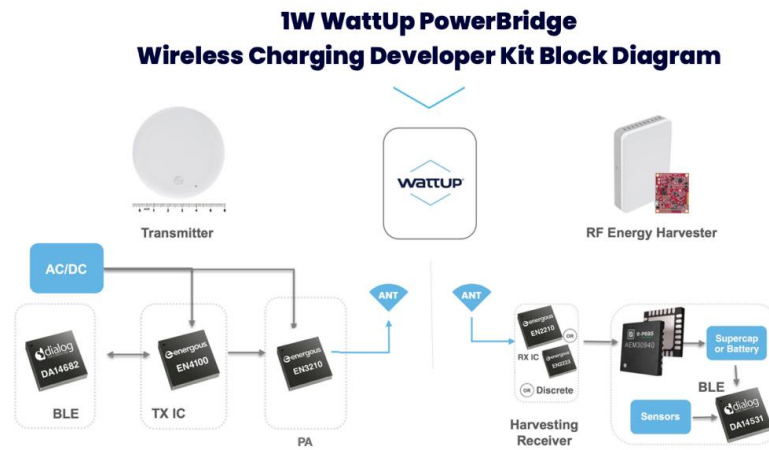 1W WattUp PowerBridge
Wireless Charging Developer Kit Block Diagram
WATTUP
Transmitter
RF Energy Harvester
AC/DC
ANT
ANT
dialog
DA14682
BLE
energous
EN4100
TX IC
energous
EN3210
PA
energous
EN2210
OR
RX IC
energous
EN2223
OR Discrete
Harvesting
Receiver
e-peas
AEM30940
Supercap
or Battery
BLE
Sensors
dialog
DA14531